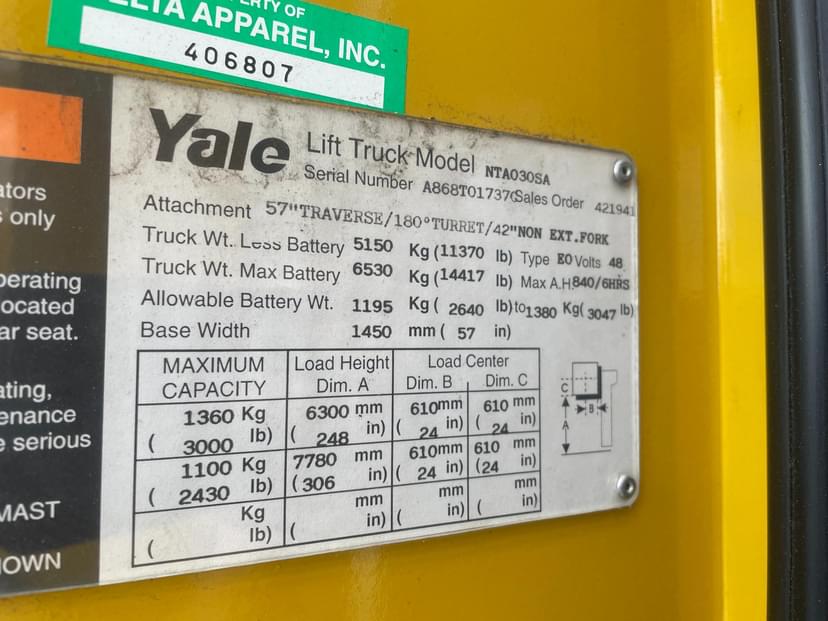 PROPERTY OF
DELTA APPAREL, INC.
406807
ators
s only
perating
located
ar seat.
ating,
enance
e serious
MAST
OWN
Yale Lift Truck Model NTA030SA
Serial Number A868T01737 Sales Order 421941
Attachment 57"TRAVERSE/180°TURRET/42"NON EXT.FORK
Truck Wt. Less Battery 5150 Kg (11370 lb) Type EO Volts 48
Truck Wt. Max Battery 6530 Kg (14417 lb) Max A.H. 840/6HRS
Allowable Battery Wt. 1195 Kg ( 2640 lb) to 1380 Kg( 3047 lb)
Base Width 1450 mm ( 57 in)
MAXIMUM CAPACITY Load Height Dim. A Load Center Dim. B Dim. C
1360 Kg 6300 mm 610mm 610 mm
( 3000 lb) ( 248 in) ( 24 in) ( 24 in)
1100 Kg 7780 mm 610mm 610 mm
( 2430 lb) (306 in) ( 24 in) (24 in)
Kg mm mm mm
( lb) ( in) ( in) ( in)
C
B
A